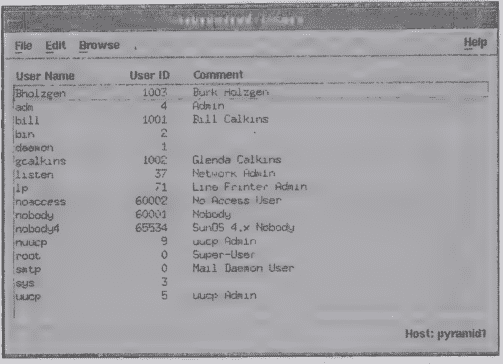 File Edit Browse Help
User Name User ID Comment
Bholzgen 1003 Burk Holzgen
adm 4 Admin
bill 1001 Bill Calkins
bin 2
daemon 1
gcalkins 1002 Glenda Calkins
listen 37 Network Admin
lp 71 Line Printer Admin
noaccess 60002 No Access User
nobody 60001 Nobody
nobody4 65534 SunOS 4.x Nobody
nuucp 9 uucp Admin
root 0 Super-User
smtp 0 Mail Daemon User
sys 3
uucp 5 uucp Admin
Host: pyramid1